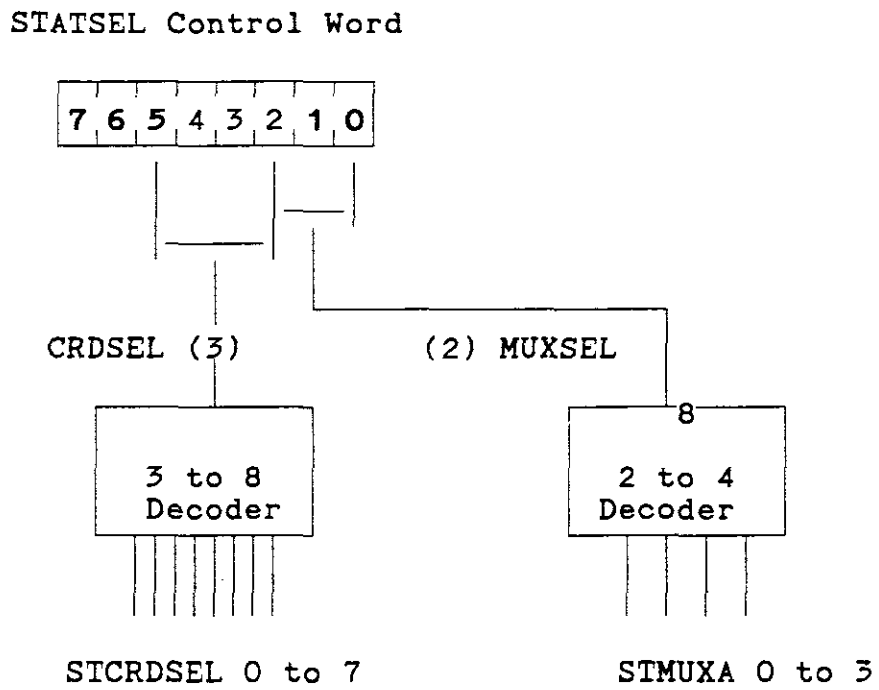 STATSEL Control Word
7 6 5 4 3 2 1 0
CRDSEL (3)
(2) MUXSEL
8
3 to 8
Decoder
2 to 4
Decoder
STCRDSEL 0 to 7
STMUXA 0 to 3